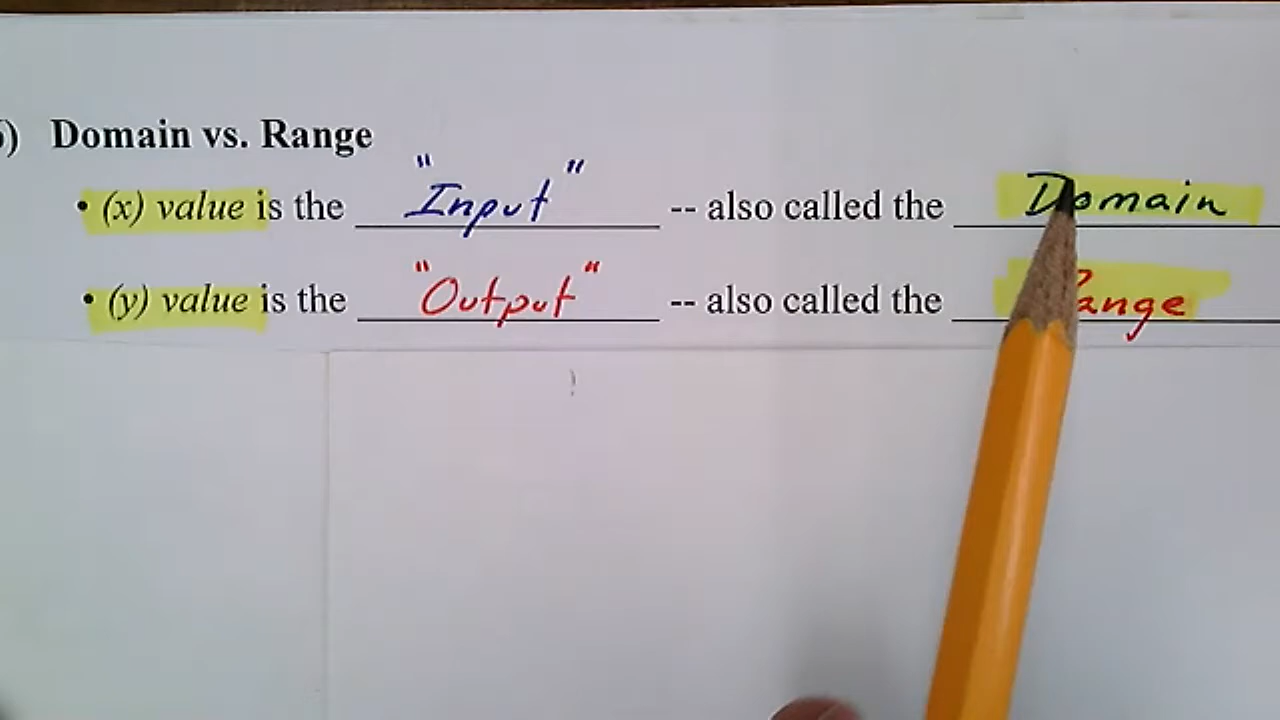 ) Domain vs. Range
• (x) value is the "Input" -- also called the Domain
• (y) value is the "Output" -- also called the Range